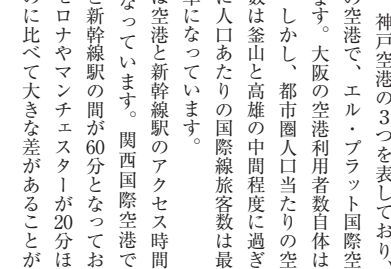 神戸空港の3つを表しており、
の空港で、エル・プラット国際空
ます。大阪の空港利用者数自体は
しかし、都市圏人口当たりの空
数は釜山と高雄の中間程度に過ぎ
に人口あたりの国際線旅客数は最
準になっています。
は空港と新幹線駅のアクセス時間
なっています。関西国際空港で
と新幹線駅の間が60分となってお
セロナやマンチェスターが20分ほ
のに比べて大きな差があることが